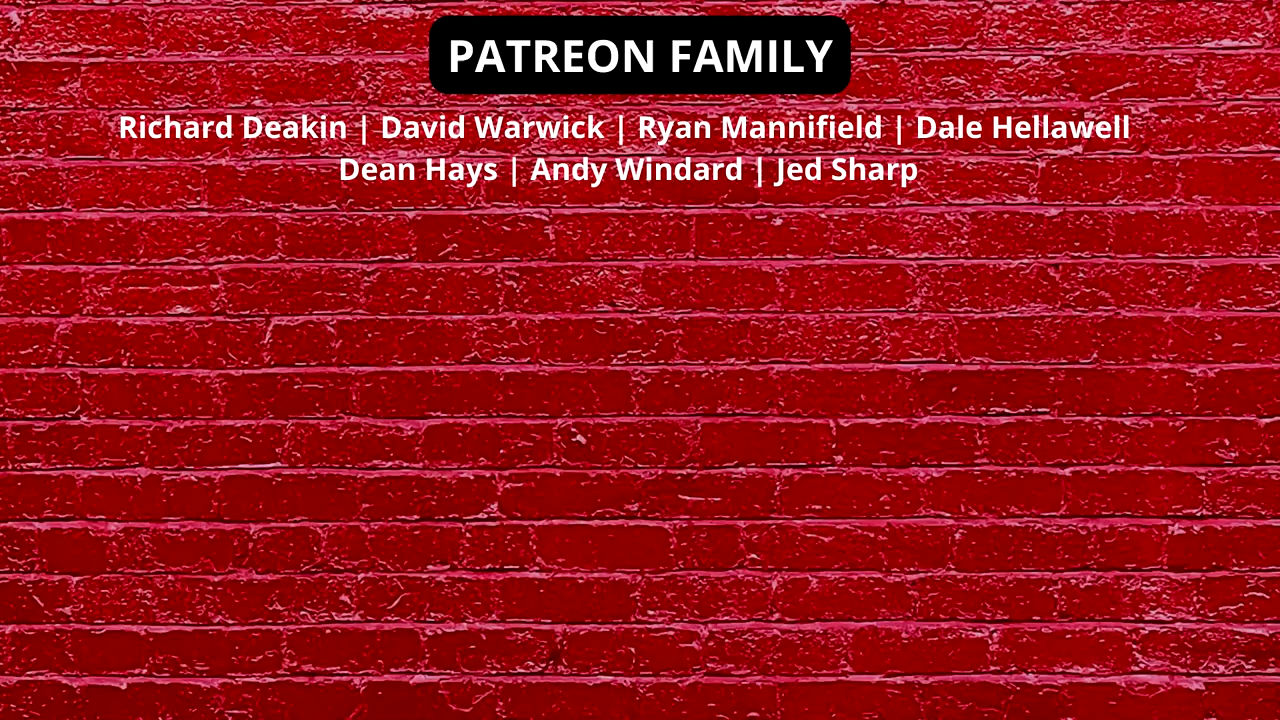 PATREON FAMILY
Richard Deakin | David Warwick | Ryan Mannifield | Dale Hellawell
Dean Hays | Andy Windard | Jed Sharp